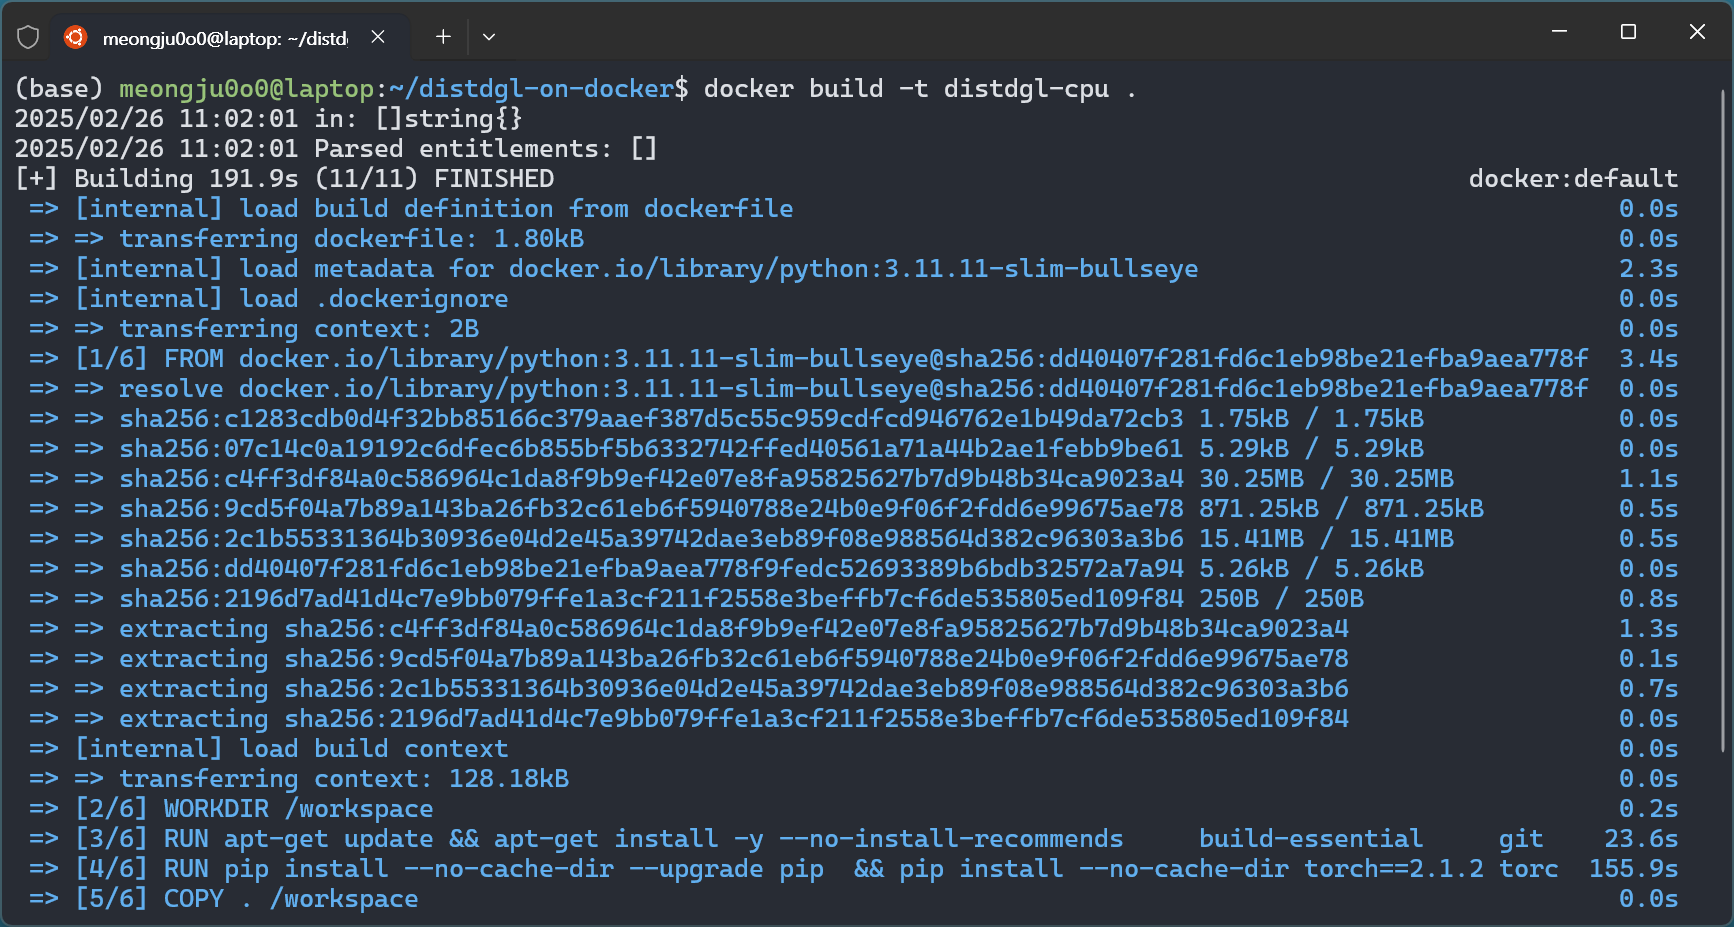 meongju0o0@laptop: ~/distd
(base) meongju0o0@laptop:~/distdgl-on-docker$ docker build -t distdgl-cpu .
2025/02/26 11:02:01 in: []string{}
2025/02/26 11:02:01 Parsed entitlements: []
[+] Building 191.9s (11/11) FINISHED docker:default
=> [internal] load build definition from dockerfile 0.0s
=> => transferring dockerfile: 1.80kB 0.0s
=> [internal] load metadata for docker.io/library/python:3.11.11-slim-bullseye 2.3s
=> [internal] load .dockerignore 0.0s
=> => transferring context: 2B 0.0s
=> [1/6] FROM docker.io/library/python:3.11.11-slim-bullseye@sha256:dd40407f281fd6c1eb98be21efba9aea778f 3.4s
=> => resolve docker.io/library/python:3.11.11-slim-bullseye@sha256:dd40407f281fd6c1eb98be21efba9aea778f 0.0s
=> => sha256:c1283cdb0d4f32bb85166c379aaef387d5c55c959cdfcd946762e1b49da72cb3 1.75kB / 1.75kB 0.0s
=> => sha256:07c14c0a19192c6dfec6b855bf5b6332742ffed40561a71a44b2ae1febb9be61 5.29kB / 5.29kB 0.0s
=> => sha256:c4ff3df84a0c586964c1da8f9b9ef42e07e8fa95825627b7d9b48b34ca9023a4 30.25MB / 30.25MB 1.1s
=> => sha256:9cd5f04a7b89a143ba26fb32c61eb6f5940788e24b0e9f06f2fdd6e99675ae78 871.25kB / 871.25kB 0.5s
=> => sha256:2c1b55331364b30936e04d2e45a39742dae3eb89f08e988564d382c96303a3b6 15.41MB / 15.41MB 0.5s
=> => sha256:dd40407f281fd6c1eb98be21efba9aea778f9fedc52693389b6bdb32572a7a94 5.26kB / 5.26kB 0.0s
=> => sha256:2196d7ad41d4c7e9bb079ffe1a3cf211f2558e3beffb7cf6de535805ed109f84 250B / 250B 0.8s
=> => extracting sha256:c4ff3df84a0c586964c1da8f9b9ef42e07e8fa95825627b7d9b48b34ca9023a4 1.3s
=> => extracting sha256:9cd5f04a7b89a143ba26fb32c61eb6f5940788e24b0e9f06f2fdd6e99675ae78 0.1s
=> => extracting sha256:2c1b55331364b30936e04d2e45a39742dae3eb89f08e988564d382c96303a3b6 0.7s
=> => extracting sha256:2196d7ad41d4c7e9bb079ffe1a3cf211f2558e3beffb7cf6de535805ed109f84 0.0s
=> [internal] load build context 0.0s
=> => transferring context: 128.18kB 0.0s
=> [2/6] WORKDIR /workspace 0.2s
=> [3/6] RUN apt-get update && apt-get install -y --no-install-recommends     build-essential     git 23.6s
=> [4/6] RUN pip install --no-cache-dir --upgrade pip  && pip install --no-cache-dir torch==2.1.2 torc 155.9s
=> [5/6] COPY . /workspace 0.0s